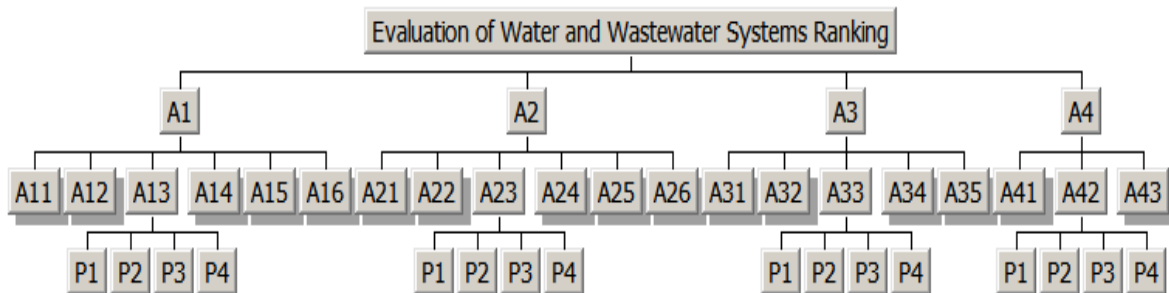 Evaluation of Water and Wastewater Systems Ranking
A1 A2 A3 A4
A11 A12 A13 A14 A15 A16 A21 A22 A23 A24 A25 A26 A31 A32 A33 A34 A35 A41 A42 A43
P1 P2 P3 P4 P1 P2 P3 P4 P1 P2 P3 P4 P1 P2 P3 P4